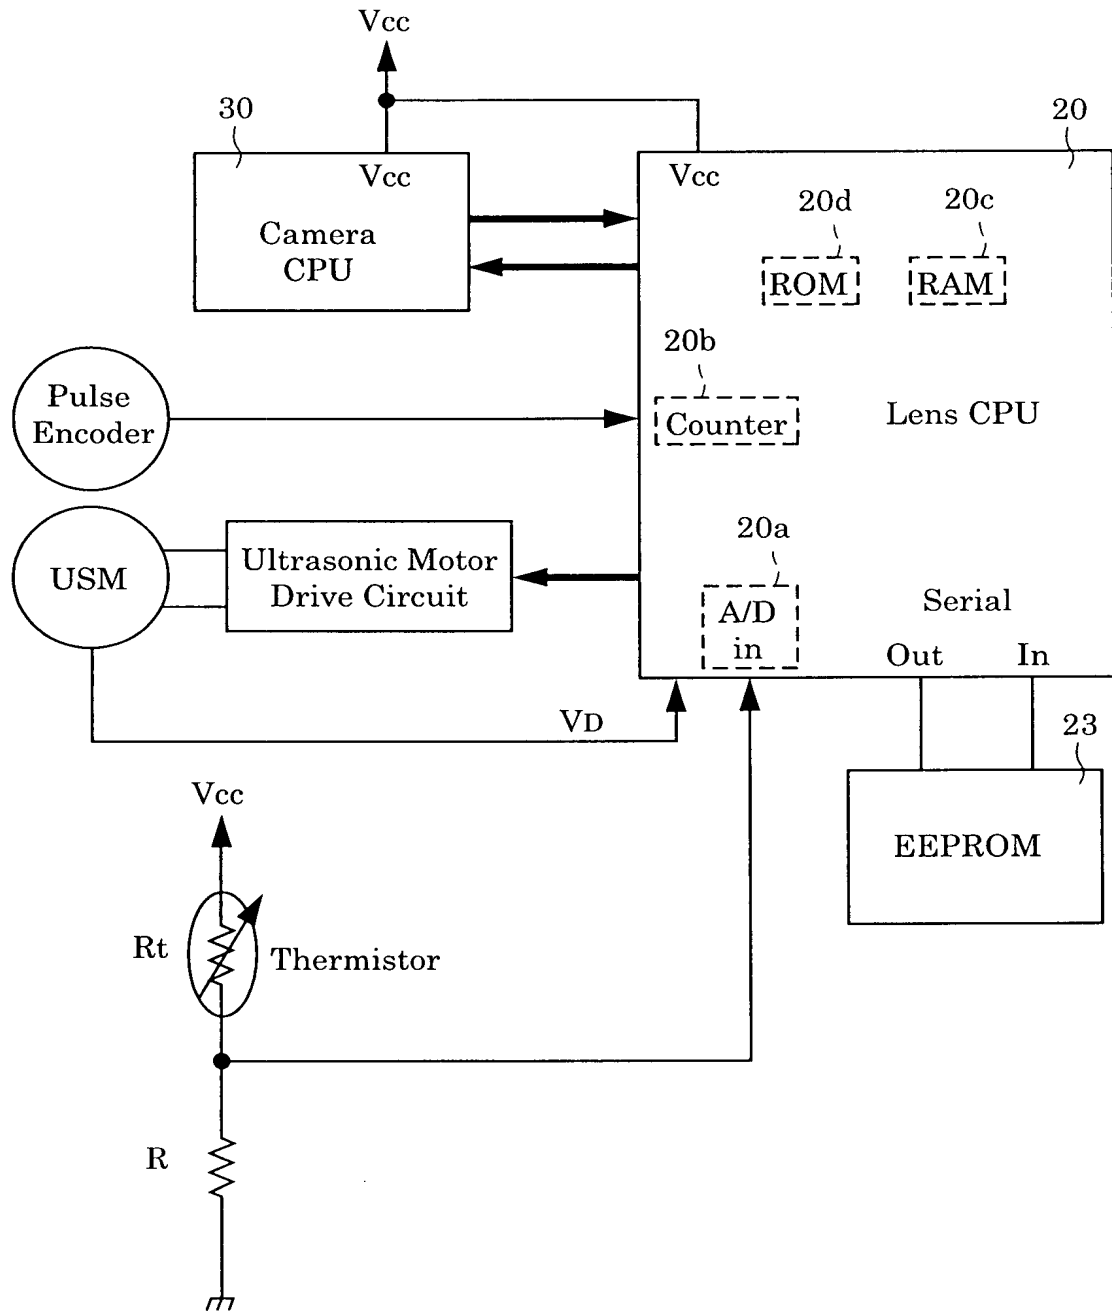 Vcc
30
20
Vcc
Vcc
Camera
CPU
20d
20c
ROM
RAM
20b
Counter
Lens CPU
Pulse
Encoder
USM
Ultrasonic Motor
Drive Circuit
20a
A/D
in
Serial
Out
In
VD
23
EEPROM
Vcc
Rt
Thermistor
R